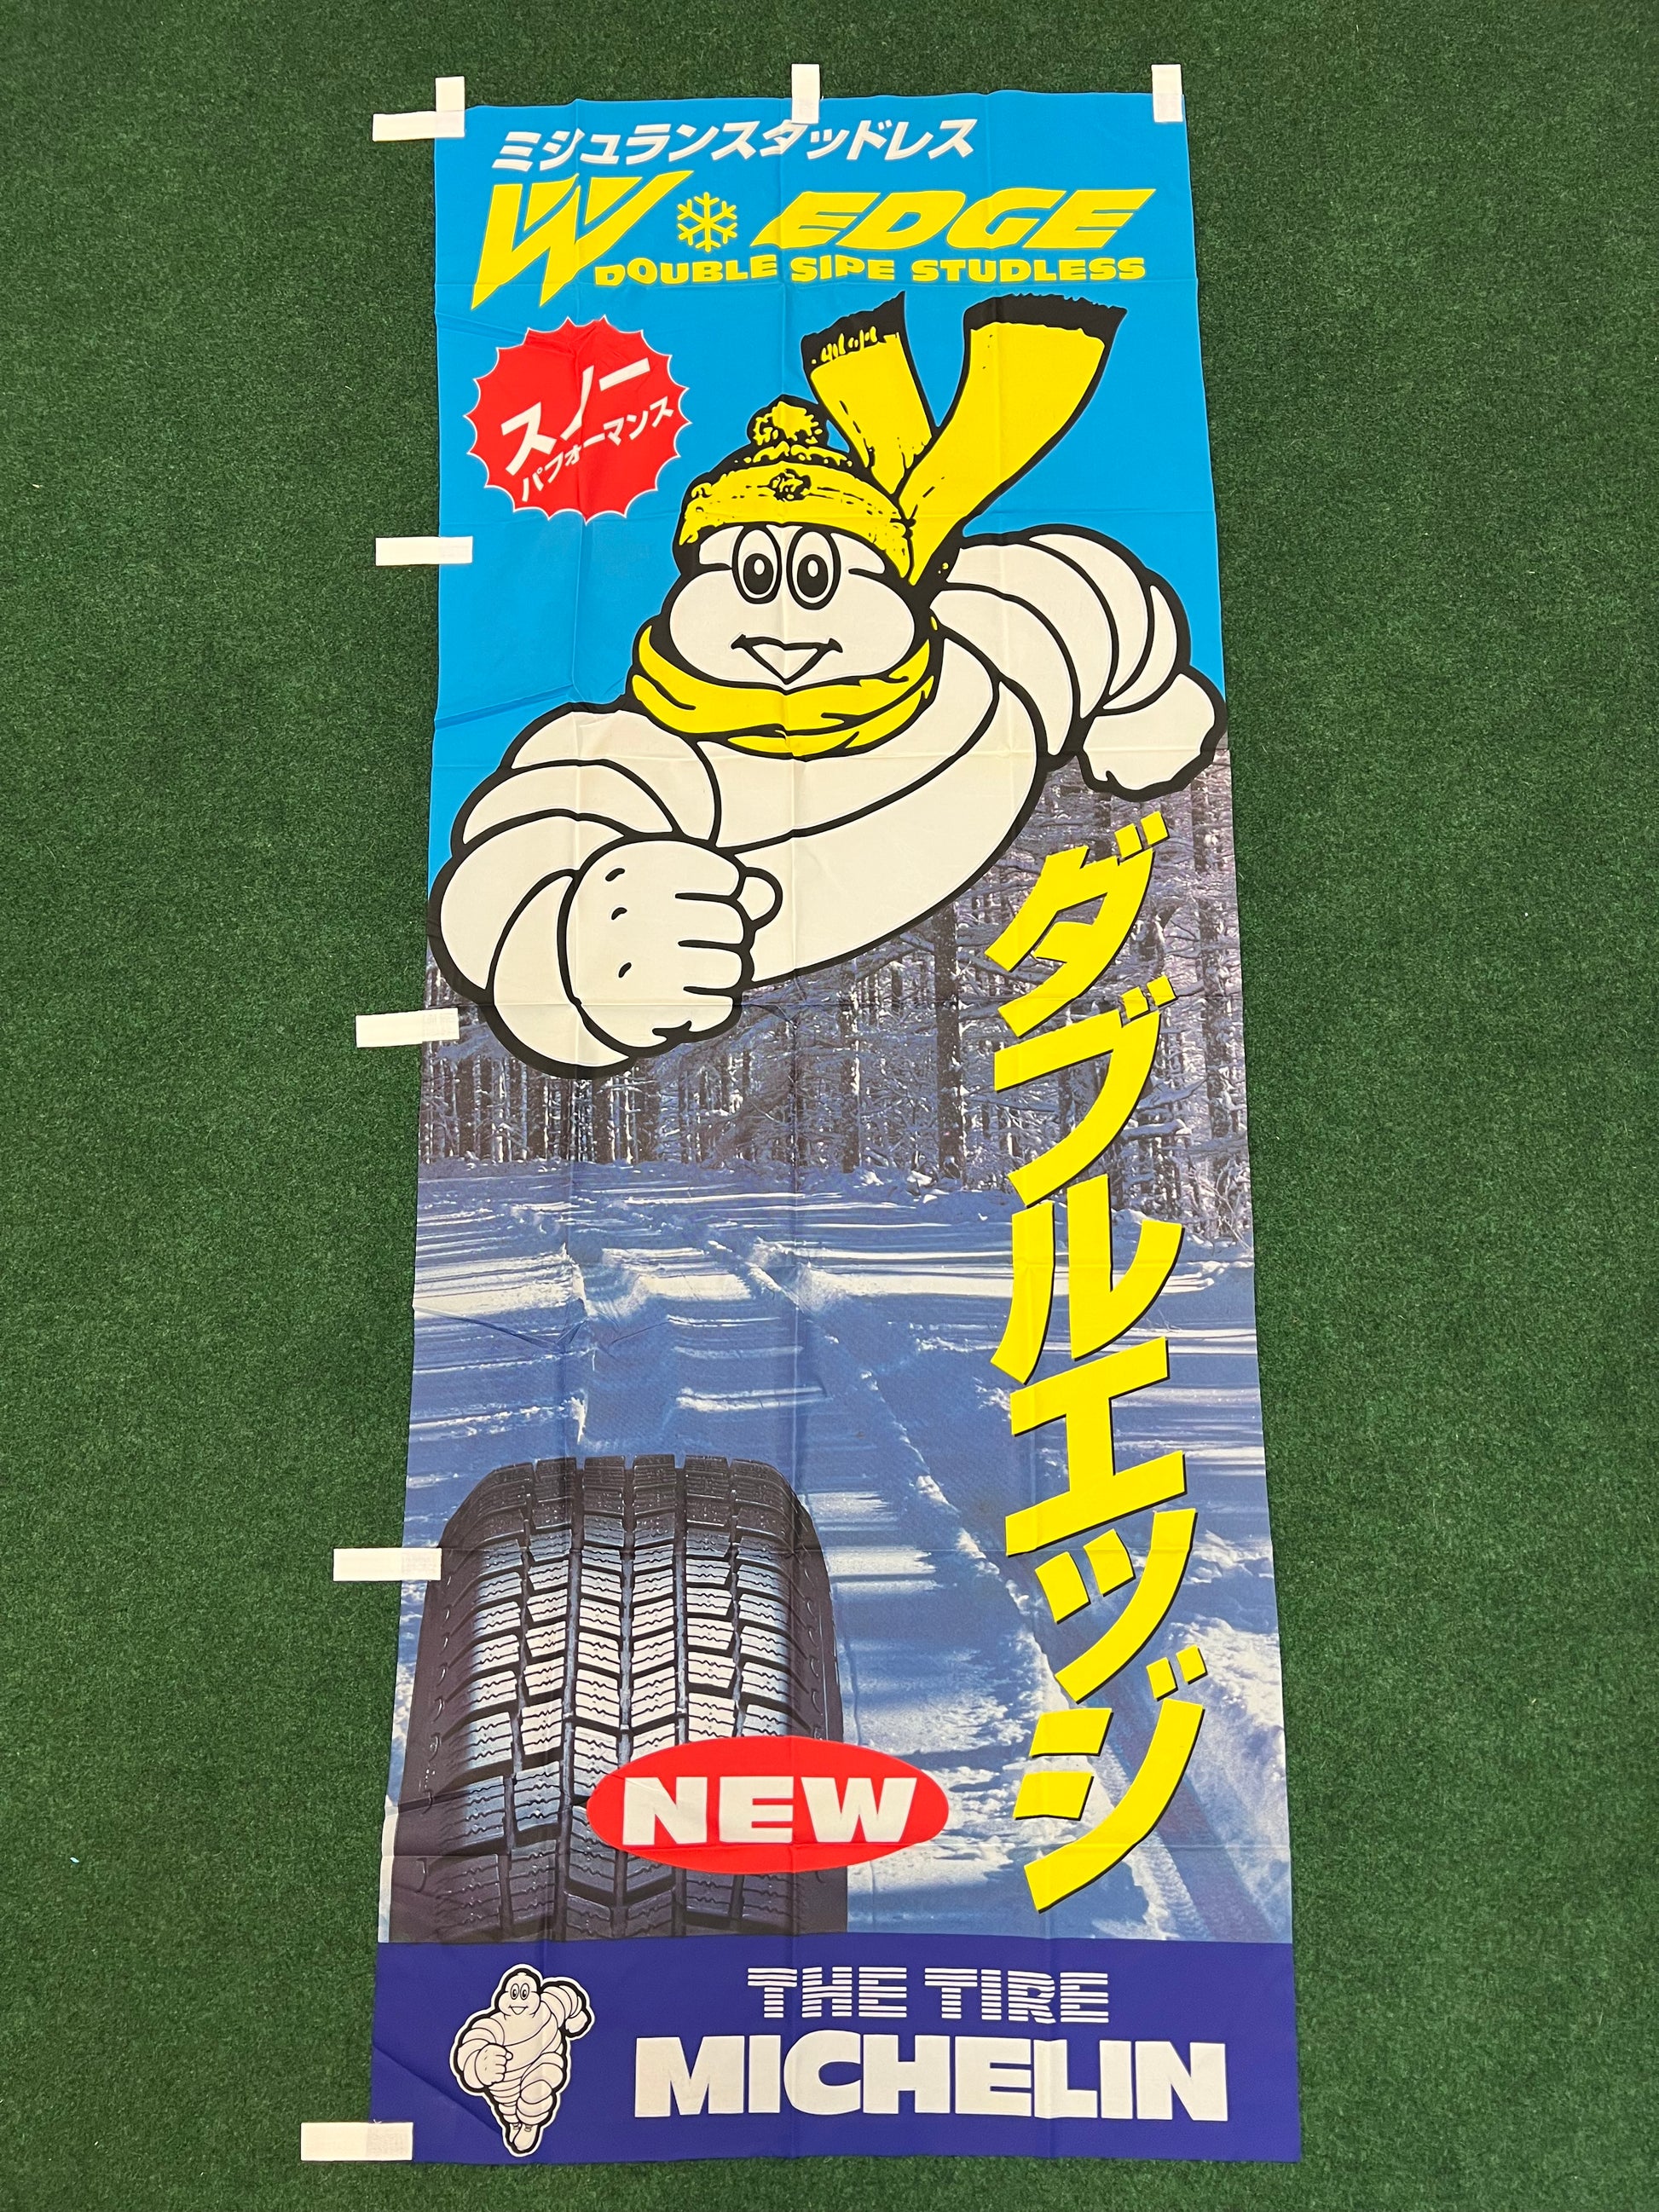 ミシュランスタッドレス
W EDGE
DOUBLE SIPE STUDLESS
スノー
パフォーマンス
ダブルエッジ
NEW
THE TIRE
MICHELIN